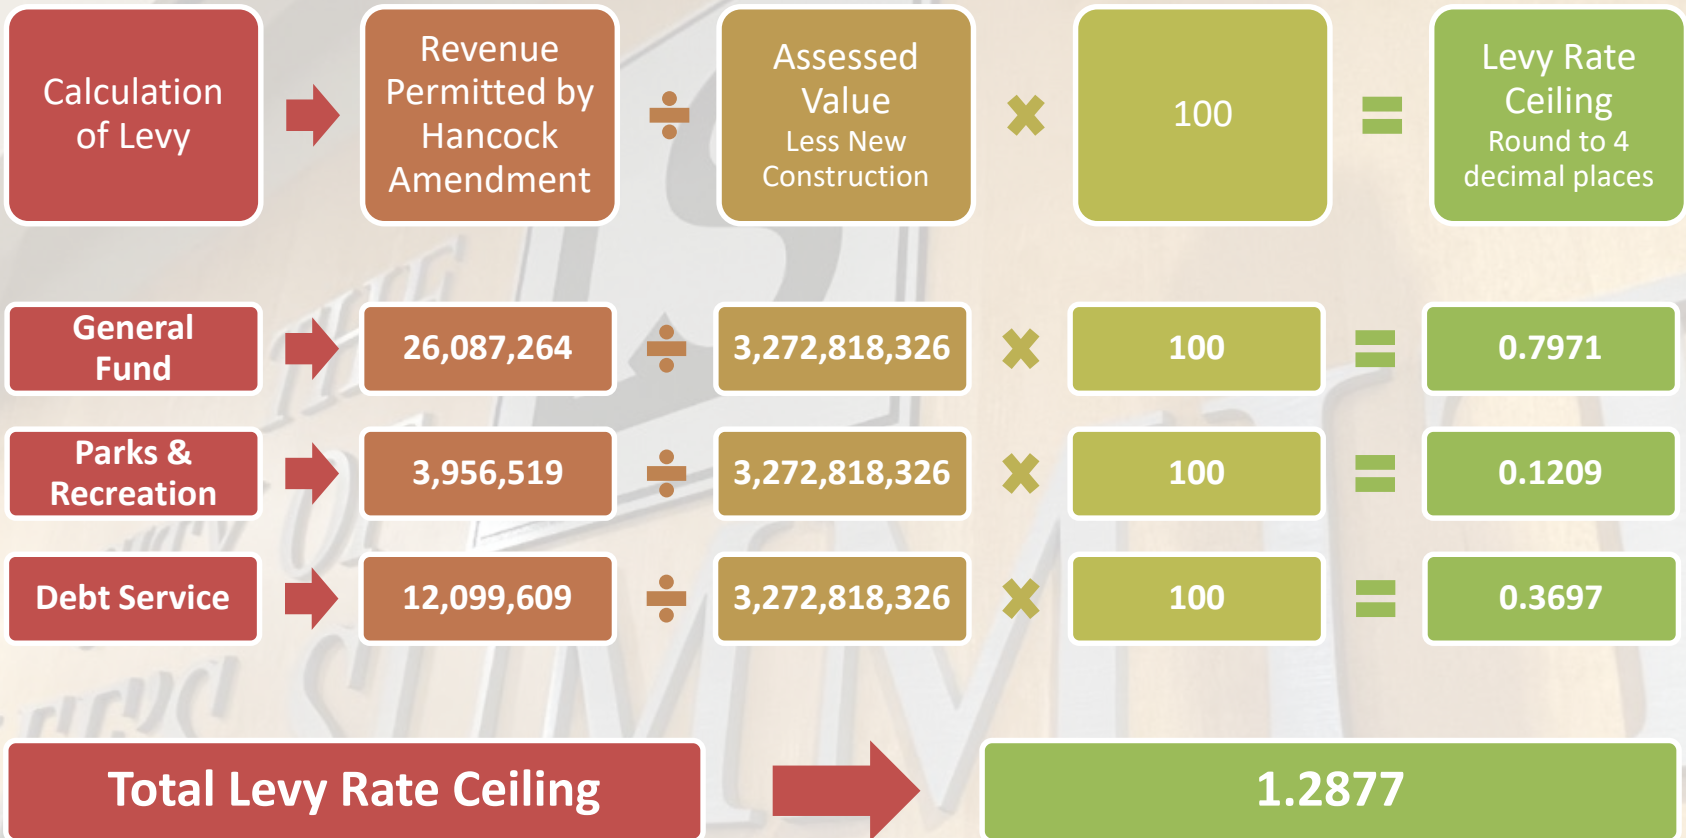 Calculation
of Levy
Revenue
Permitted by
Hancock
Amendment
÷
Assessed
Value
Less New
Construction
×
100
=
Levy Rate
Ceiling
Round to 4
decimal places
General
Fund
26,087,264
÷
3,272,818,326
×
100
=
0.7971
Parks &
Recreation
3,956,519
÷
3,272,818,326
×
100
=
0.1209
Debt Service
12,099,609
÷
3,272,818,326
×
100
=
0.3697
Total Levy Rate Ceiling
1.2877
THE
OF
SUMMIT